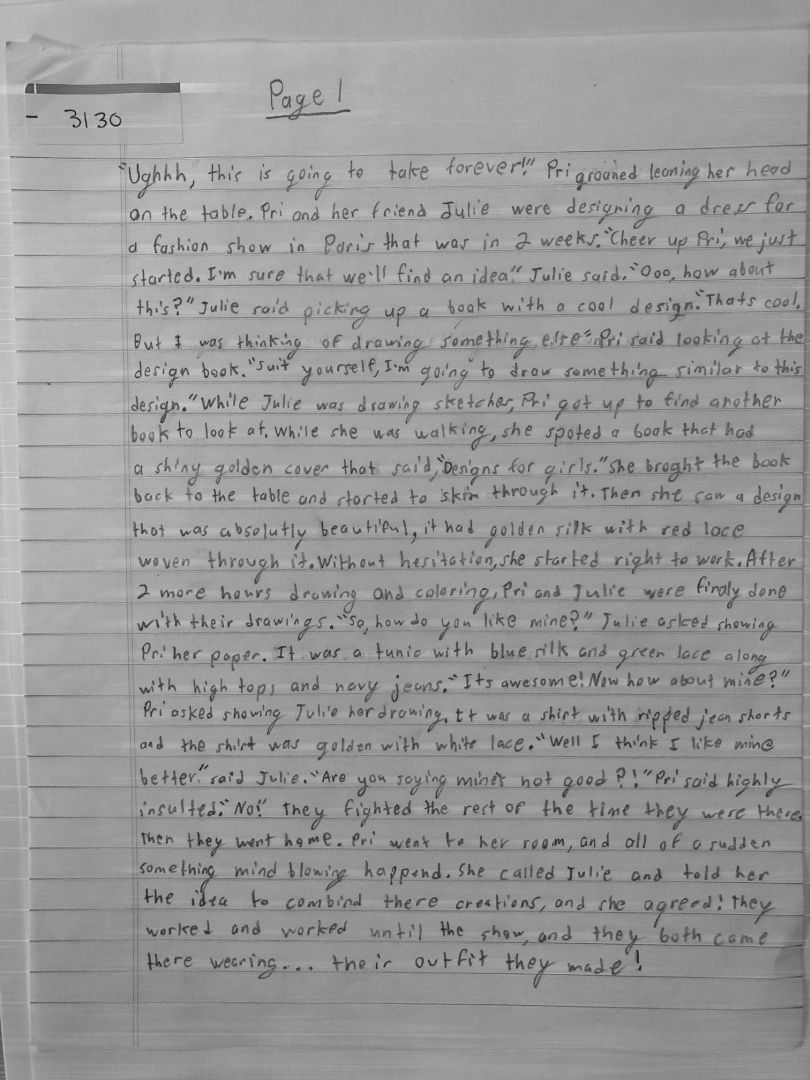 Page 1
- 3130
"Ughhh, this is going to take forever!" Pri groaned leaning her head
on the table. Pri and her friend Julie were designing a dress for
a fashion show in Paris that was in 2 weeks. "Cheer up Pri, we just
started. I'm sure that we'll find an idea." Julie said. "Ooo, how about
this?" Julie said picking up a book with a cool design. "Thats cool,
But I was thinking of drawing something else" Pri said looking at the
design book. "Suit yourself, I'm going to draw something similar to this
design." While Julie was drawing sketches, Pri got up to find another
book to look at. While she was walking, she spoted a book that had
a shiny golden cover that said, "Designs for girls." She broght the book
back to the table and started to skim through it. Then she saw a design
that was absolutly beautiful, it had golden silk with red lace
woven through it. Without hesitation, she started right to work. After
2 more hours drawing and coloring, Pri and Julie were finaly done
with their drawings. "So, how do you like mine?" Julie asked showing
Pri her paper. It was a tunic with blue silk and green lace along
with high tops and navy jeans. "Its awesome! Now how about mine?"
Pri asked showing Julie her drawing. It was a shirt with ripped jean shorts
and the shirt was golden with white lace. "Well I think I like mine
better." said Julie. "Are you saying mine's not good?!" Pri said highly
insulted. "No!" They fighted the rest of the time they were there.
Then they went home. Pri went to her room, and all of a sudden
something mind blowing happend. She called Julie and told her
the idea to combind there creations, and she agreed! They
worked and worked until the show, and they both came
there wearing... their outfit they made!